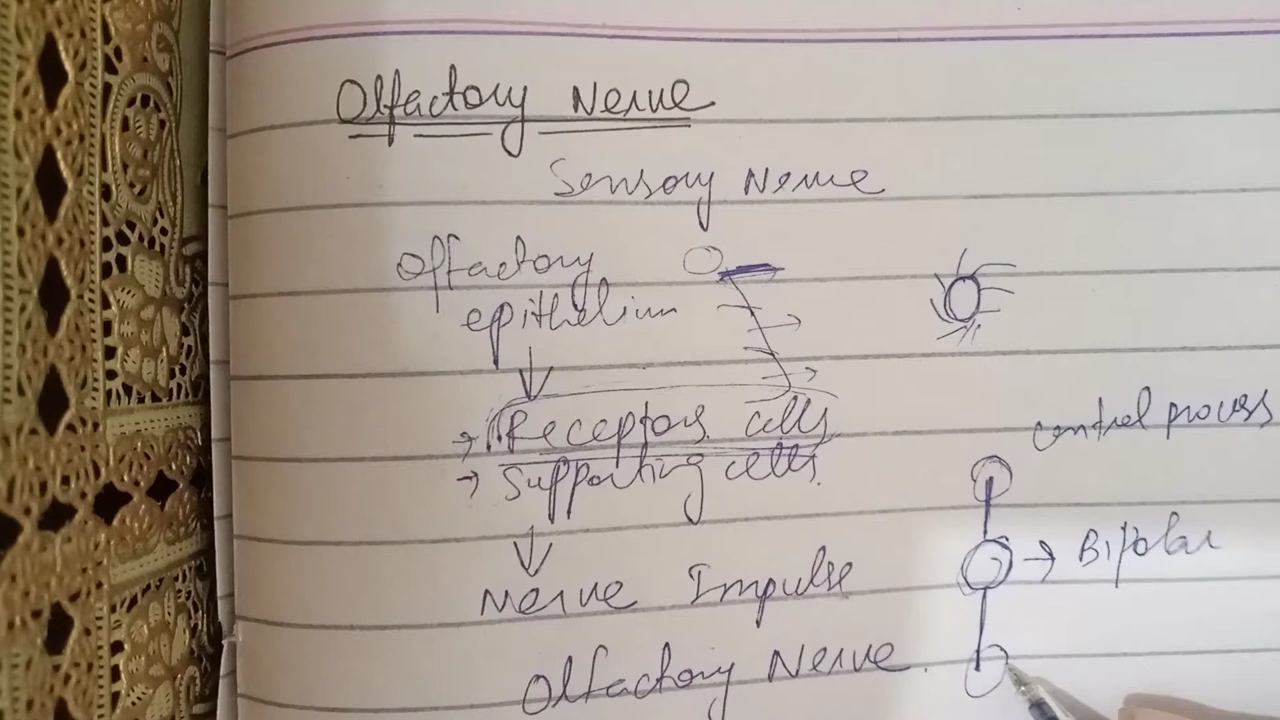 Olfactory Nerve
Sensory Nerve
Olfactory
epithelium
→ Receptors cells
→ Supporting cells.
central process
→ Bipolar
Nerve Impulse
Olfactory Nerve.